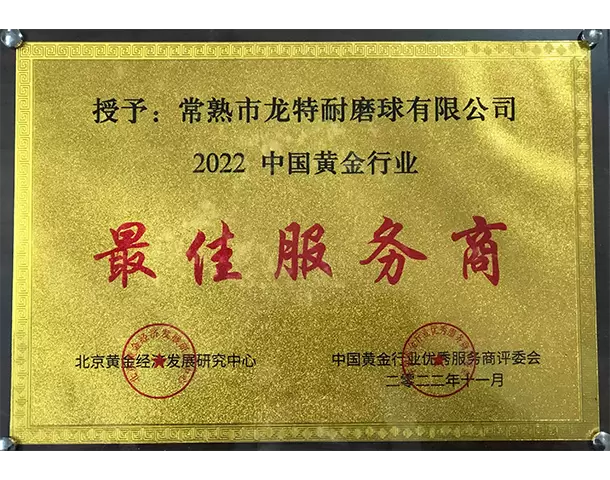 授予：常熟市龙特耐磨球有限公司
2022 中国黄金行业
最佳服务商
北京黄金经济发展研究中心
中国黄金行业优秀服务商评委会
二零二二年十一月